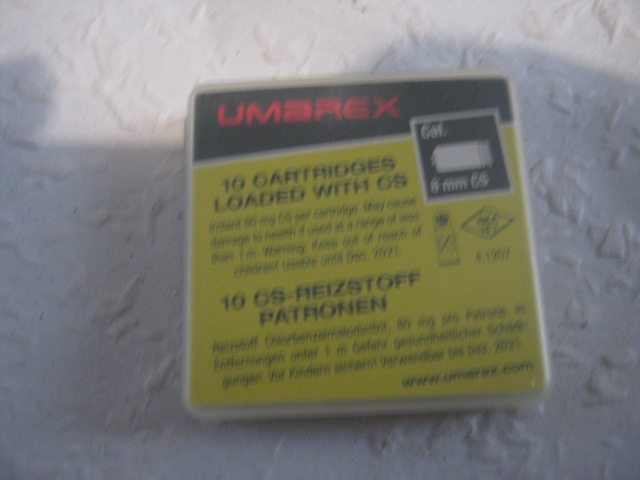 UMAREX
Cal.
8 mm CS
10 CARTRIDGES
LOADED WITH CS
Irritant 80 mg CS per cartridge. May cause
damage to health if used at a range of less
than 1 m. Warning: Keep out of reach of
children! Usable until Dec. 2021.
10 CS-REIZSTOFF
PATRONEN
Reizstoff Chlorbenzalmalodinitril, 80 mg pro Patrone. In
Entfernungen unter 1 m Gefahr gesundheitlicher Schädi-
gungen. Vor Kindern sichern! Verwendbar bis Dez. 2021.
www.umarex.com